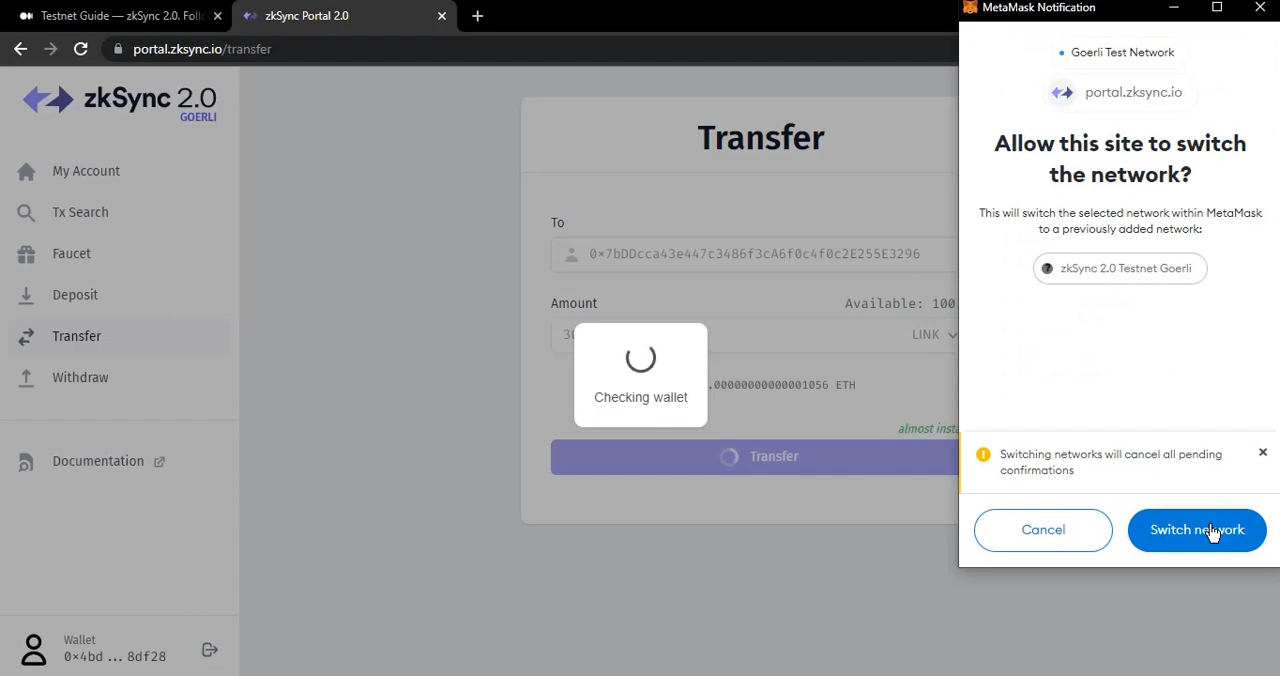 Testnet Guide — zkSync 2.0. Foll
zkSync Portal 2.0
portal.zksync.io/transfer
zkSync 2.0
GOERLI
My Account
Tx Search
Faucet
Deposit
Transfer
Withdraw
Documentation
Wallet
0×4bd ... 8df28
Transfer
To
0×7bDDcca43e447c3486f3cA6f0c4f0c2E255E3296
Amount
Available: 100
LINK
Checking wallet
.00000000000001056 ETH
almost insta
Transfer
MetaMask Notification
Goerli Test Network
portal.zksync.io
Allow this site to switch
the network?
This will switch the selected network within MetaMask
to a previously added network:
? zkSync 2.0 Testnet Goerli
Switching networks will cancel all pending
confirmations
Cancel
Switch network